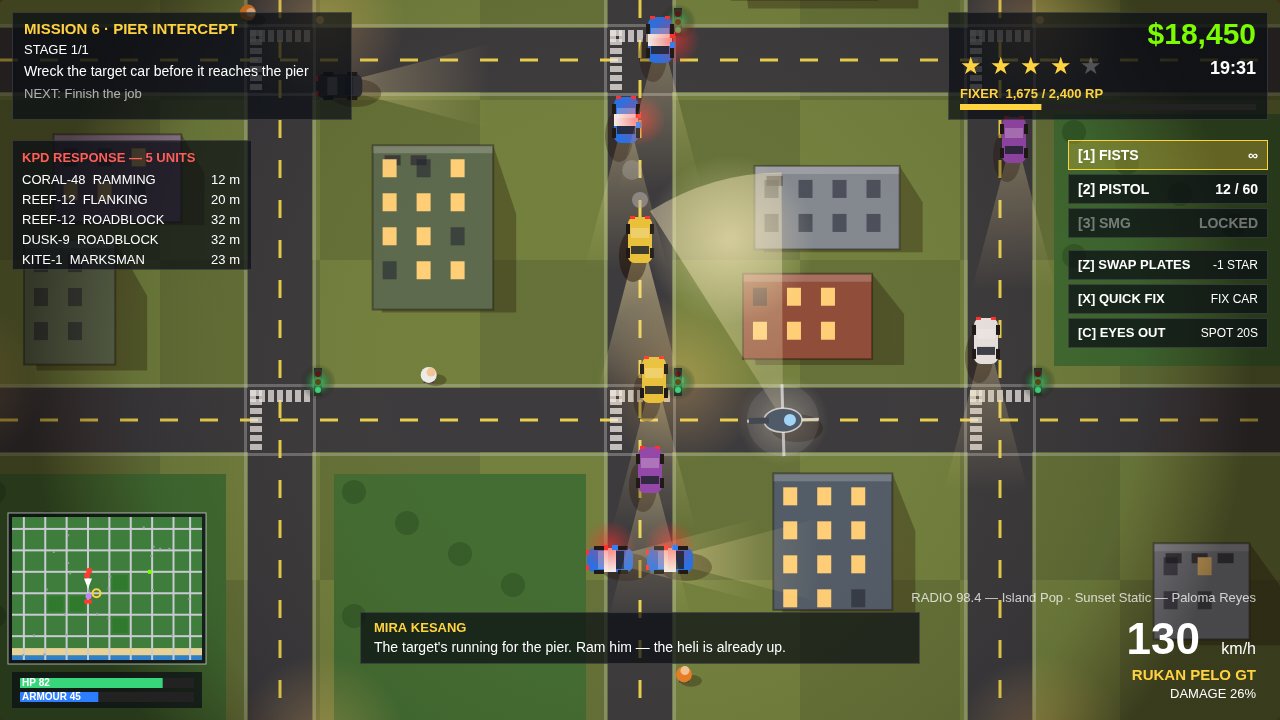 MISSION 6 · PIER INTERCEPT
STAGE 1/1
Wreck the target car before it reaches the pier
NEXT: Finish the job
$18,450
★ ★ ★ ★ ★
19:31
FIXER 1,675 / 2,400 RP
KPD RESPONSE — 5 UNITS
CORAL-48 RAMMING 12 m
REEF-12 FLANKING 20 m
REEF-12 ROADBLOCK 32 m
DUSK-9 ROADBLOCK 32 m
KITE-1 MARKSMAN 23 m
[1] FISTS ∞
[2] PISTOL 12 / 60
[3] SMG LOCKED
[Z] SWAP PLATES -1 STAR
[X] QUICK FIX FIX CAR
[C] EYES OUT SPOT 20S
RADIO 98.4 — Island Pop · Sunset Static — Paloma Reyes
MIRA KESANG
The target's running for the pier. Ram him — the heli is already up.
130 km/h
RUKAN PELO GT
DAMAGE 26%
HP 82
ARMOUR 45